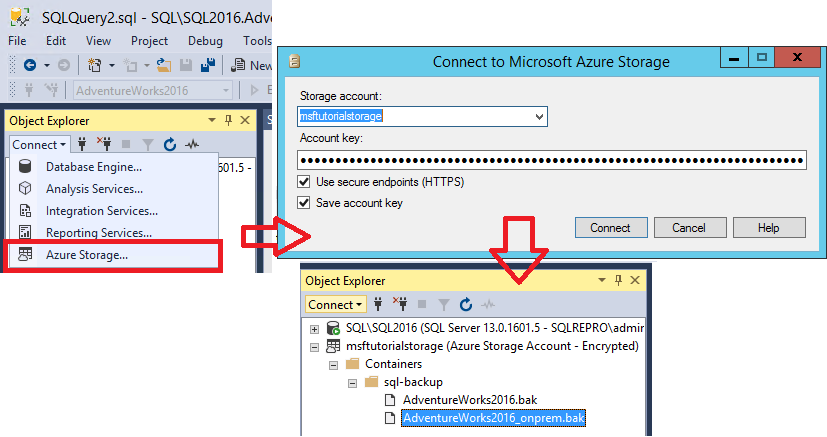 SQLQuery2.sql - SQL\SQL2016.Adve
File Edit View Project Debug Tools
New
AdventureWorks2016
Object Explorer
Connect
Database Engine...
Analysis Services...
Integration Services...
Reporting Services...
Azure Storage...
601.5 -
Connect to Microsoft Azure Storage
Storage account:
msftutorialstorage
Account key:
Use secure endpoints (HTTPS)
Save account key
Connect Cancel Help
Object Explorer
Connect
SQL\SQL2016 (SQL Server 13.0.1601.5 - SQLREPRO\admin
msftutorialstorage (Azure Storage Account - Encrypted)
Containers
sql-backup
AdventureWorks2016.bak
AdventureWorks2016_onprem.bak